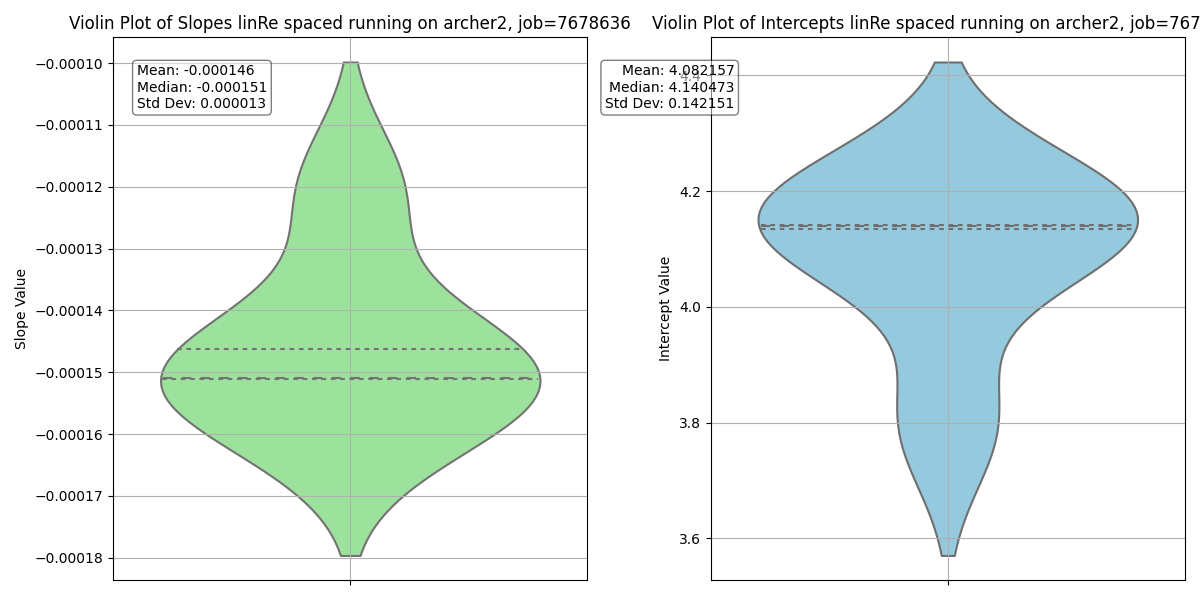 Violin Plot of Slopes linRe spaced running on archer2, job=7678636
−0.00010
−0.00011
−0.00012
−0.00013
−0.00014
−0.00015
−0.00016
−0.00017
−0.00018
Slope Value
Mean: -0.000146
Median: -0.000151
Std Dev: 0.000013
Violin Plot of Intercepts linRe spaced running on archer2, job=767
4.4
4.2
4.0
3.8
3.6
Intercept Value
Mean: 4.082157
Median: 4.140473
Std Dev: 0.142151